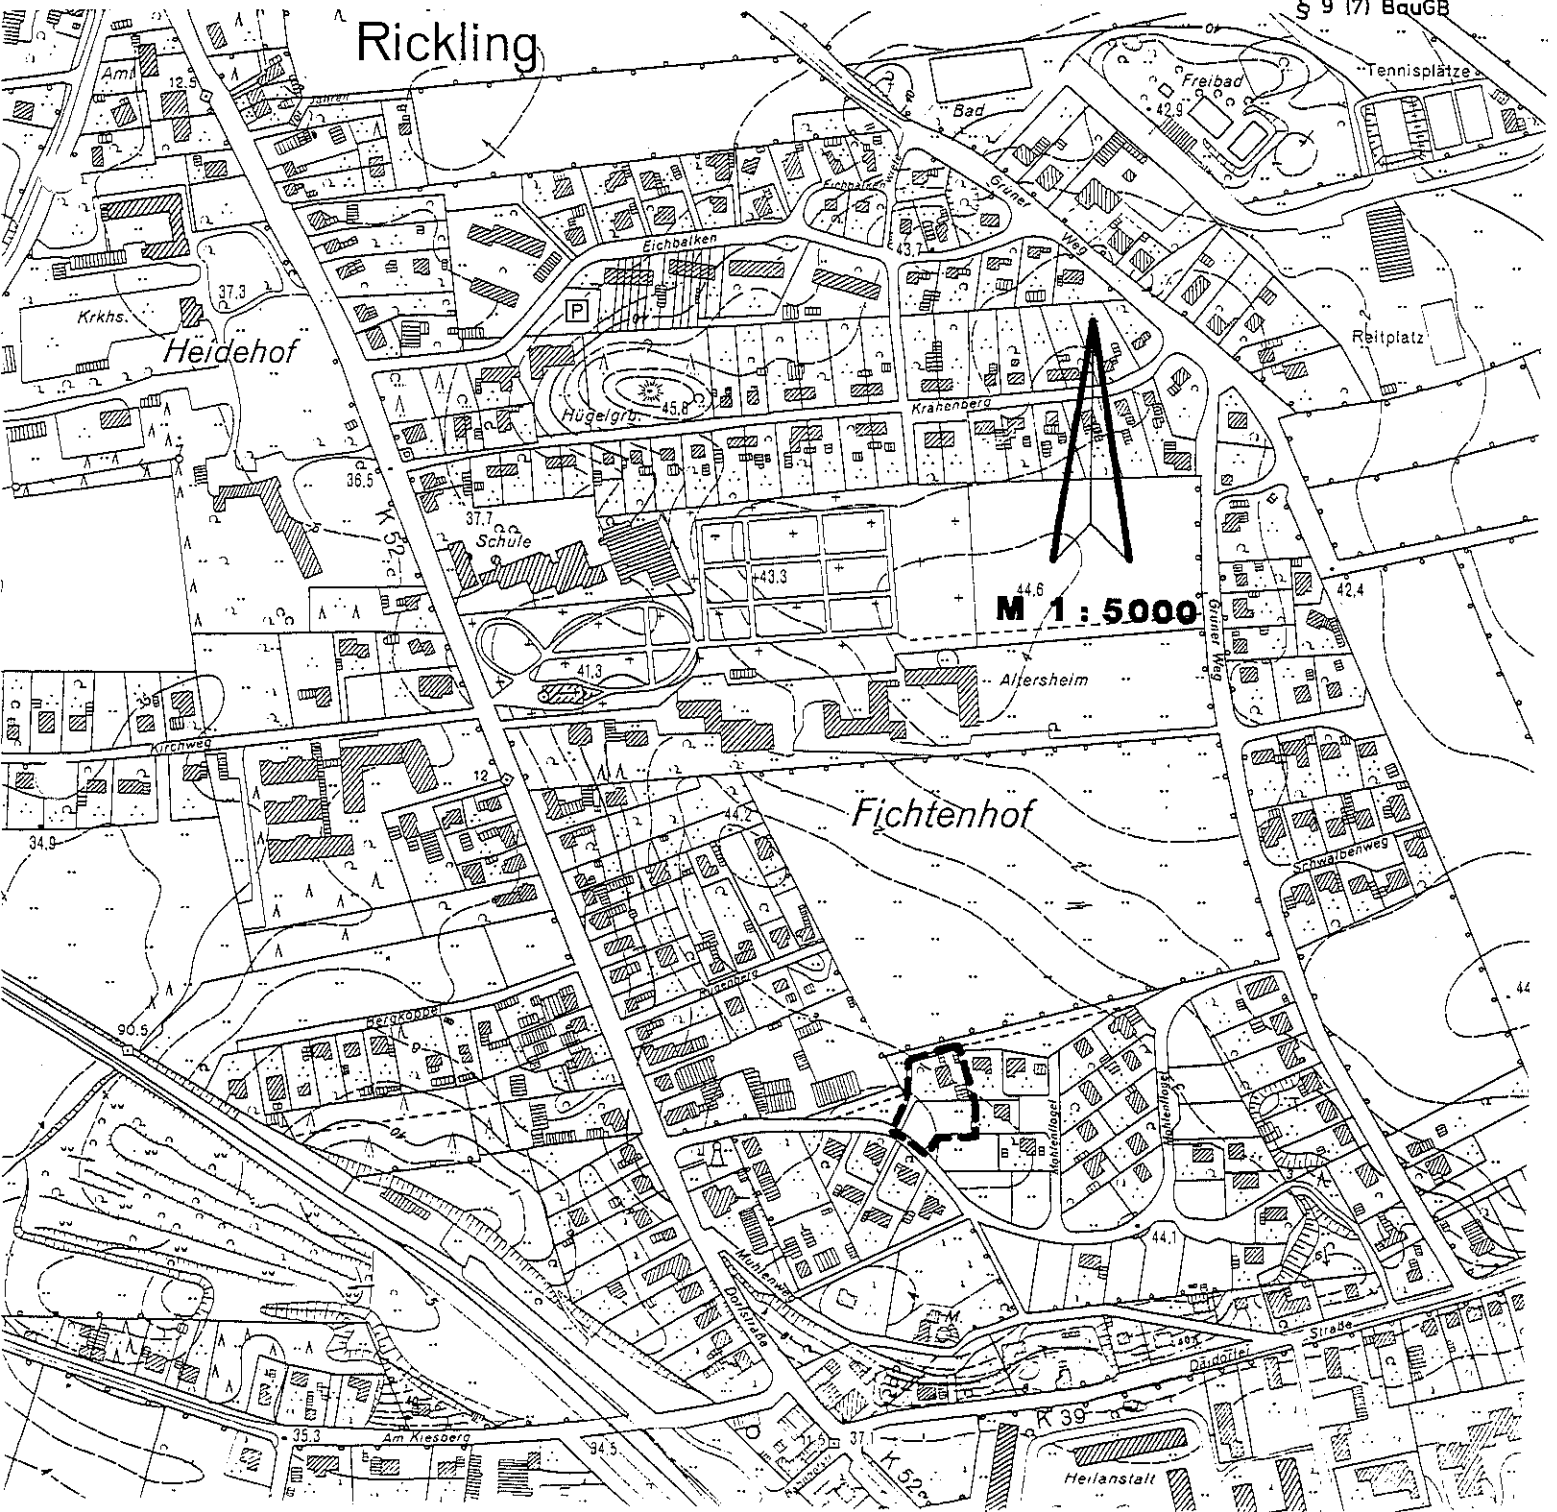 § 9 (7) BauGB
Rickling
Amt
12.5
Bad
Freibad
42.9
Tennisplätze
40
Grüner
Weg
Eichbalken
43.7
37.3
Krkhs.
Heidehof
P
Reitplatz
Hügelgrb.
45.8
Krähenberg
36.5
K 52
37.7
Schule
43.3
44.6
42.4
M 1 : 5000
Grüner Weg
41.3
Altersheim
Kirchweg
12
34.9
44.2
Fichtenhof
Schwalbenweg
44
90.5
Bergkoppel
40
44.1
Mühlenweg
Dorfstraße
M.
Straße
Daldorfer
35.3
Am Kiesberg
34.5
37.1
K 39
K 52
Heilanstalt